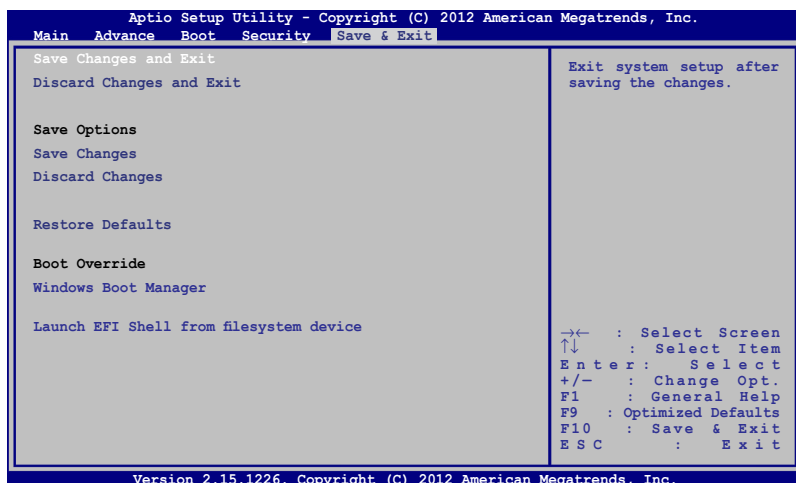 Aptio Setup Utility - Copyright (C) 2012 American Megatrends, Inc.
Main Advance Boot Security Save & Exit
Save Changes and Exit
Discard Changes and Exit
Save Options
Save Changes
Discard Changes
Restore Defaults
Boot Override
Windows Boot Manager
Launch EFI Shell from filesystem device
Exit system setup after
saving the changes.
→← : Select Screen
↑↓ : Select Item
Enter: Select
+/— : Change Opt.
F1 : General Help
F9 : Optimized Defaults
F10 : Save & Exit
ESC : Exit
Version 2.15.1226. Copyright (C) 2012 American Megatrends, Inc.